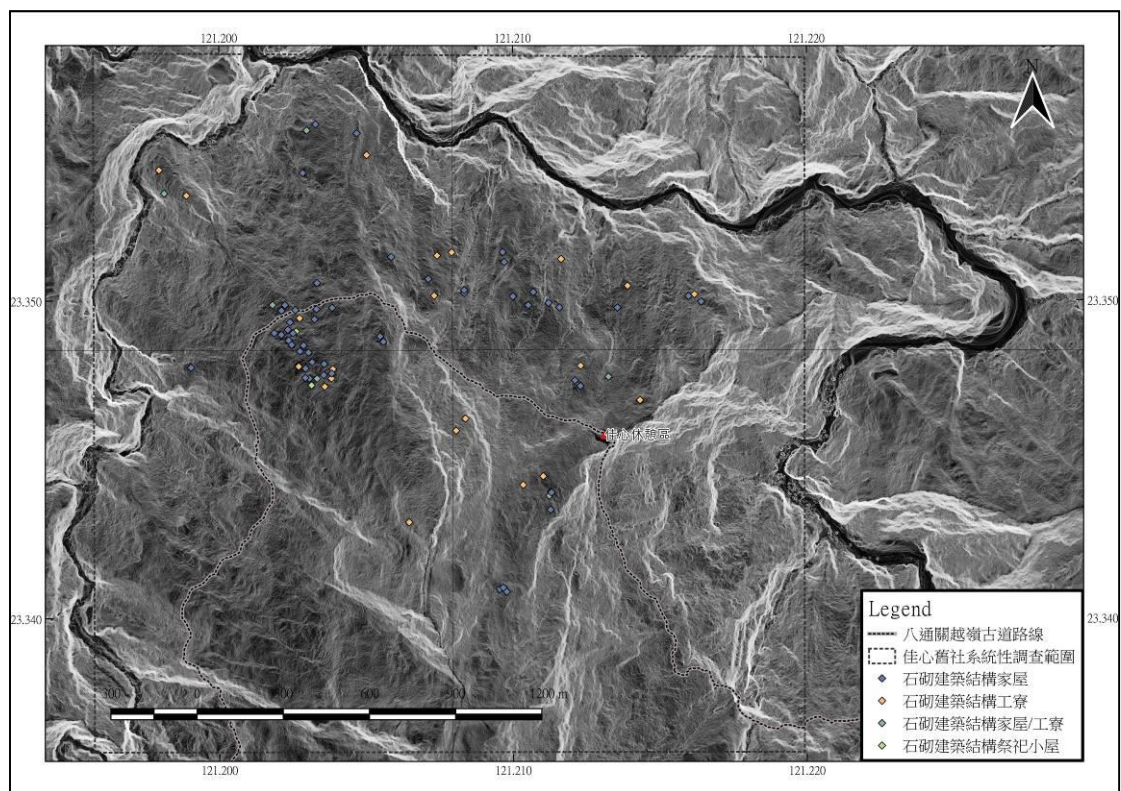 121.200 121.210 121.220
N
23.350 23.350
佳心休憩區
23.340 23.340
Legend
八通關越嶺古道路線
佳心舊社系統性調查範圍
石砌建築結構家屋
石砌建築結構工寮
石砌建築結構家屋/工寮
石砌建築結構祭祀小屋
300 0 300 600 1200 m
121.200 121.210 121.220